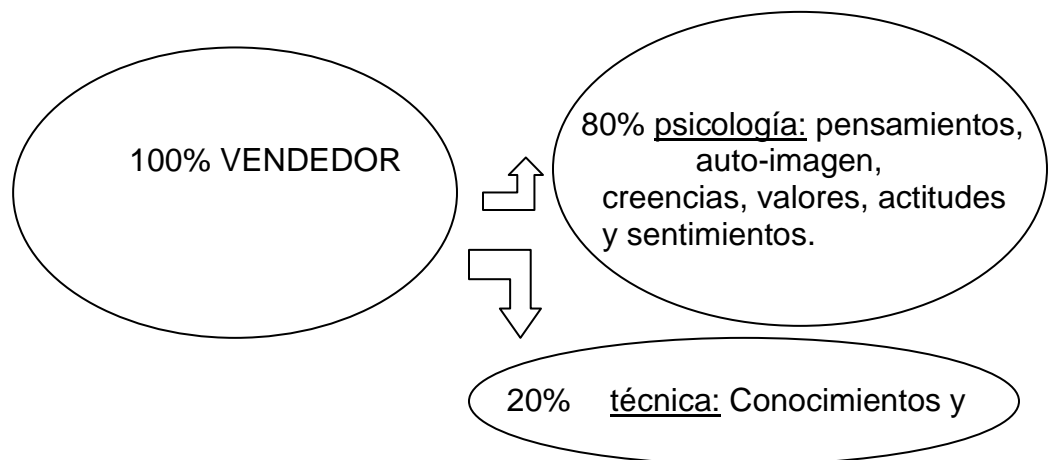 100% VENDEDOR
80% psicología: pensamientos,
auto-imagen,
creencias, valores, actitudes
y sentimientos.
20% técnica: Conocimientos y